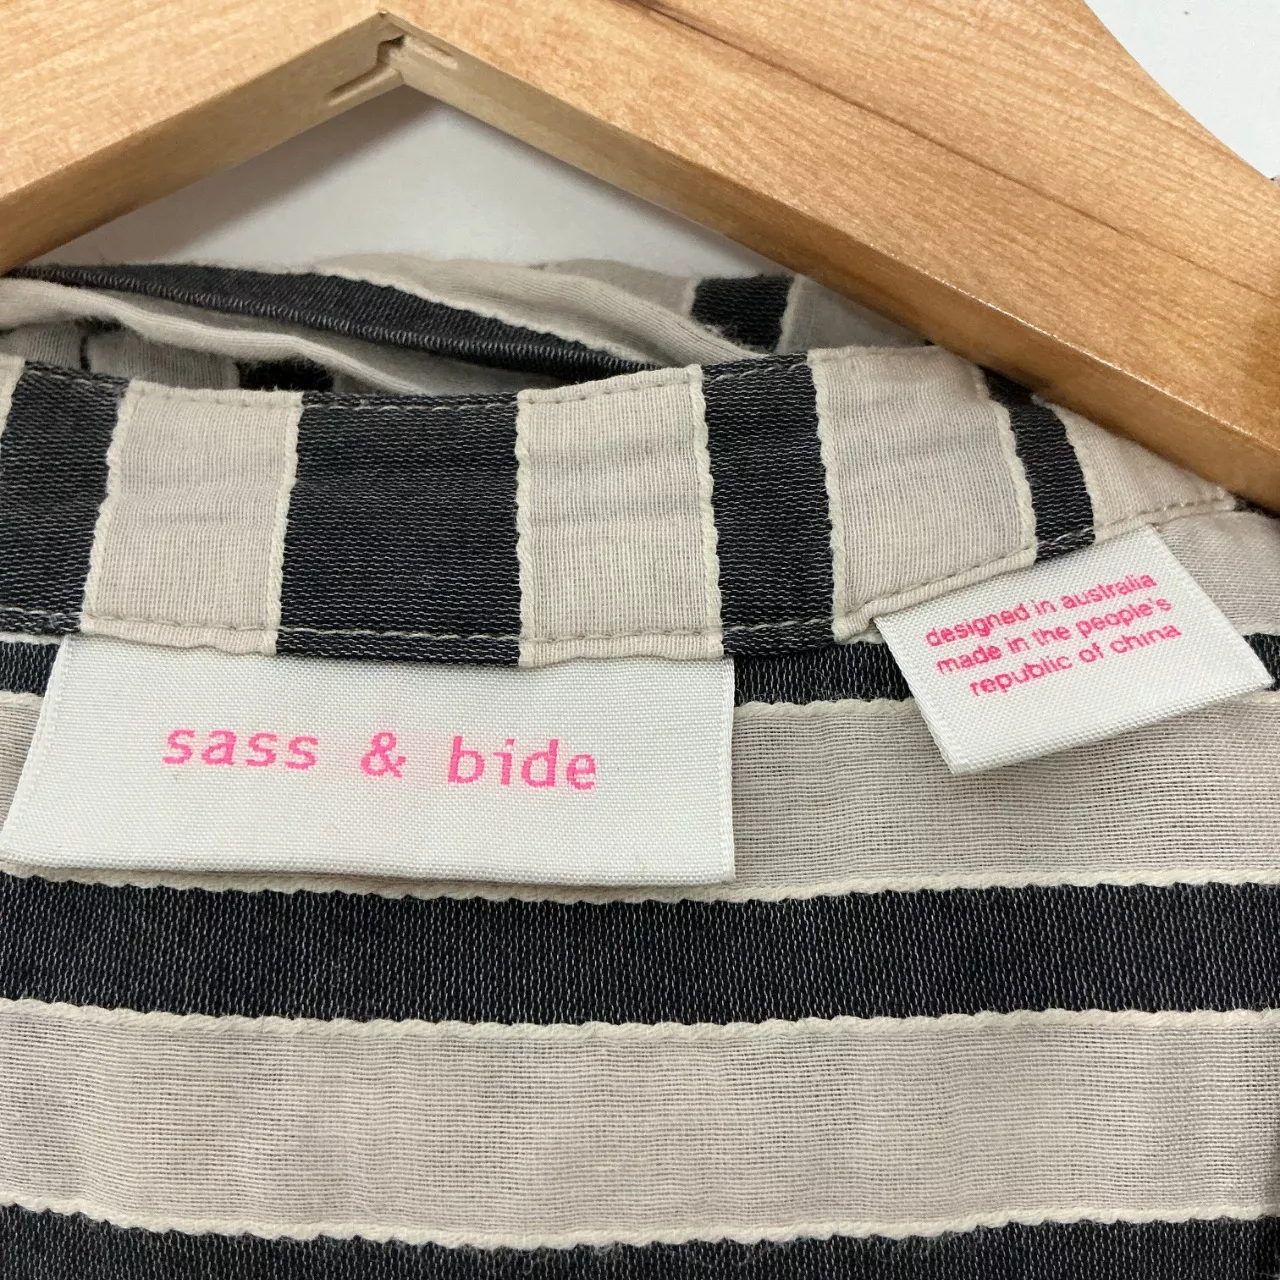 sass & bide
designed in australia
made in the people's
republic of china